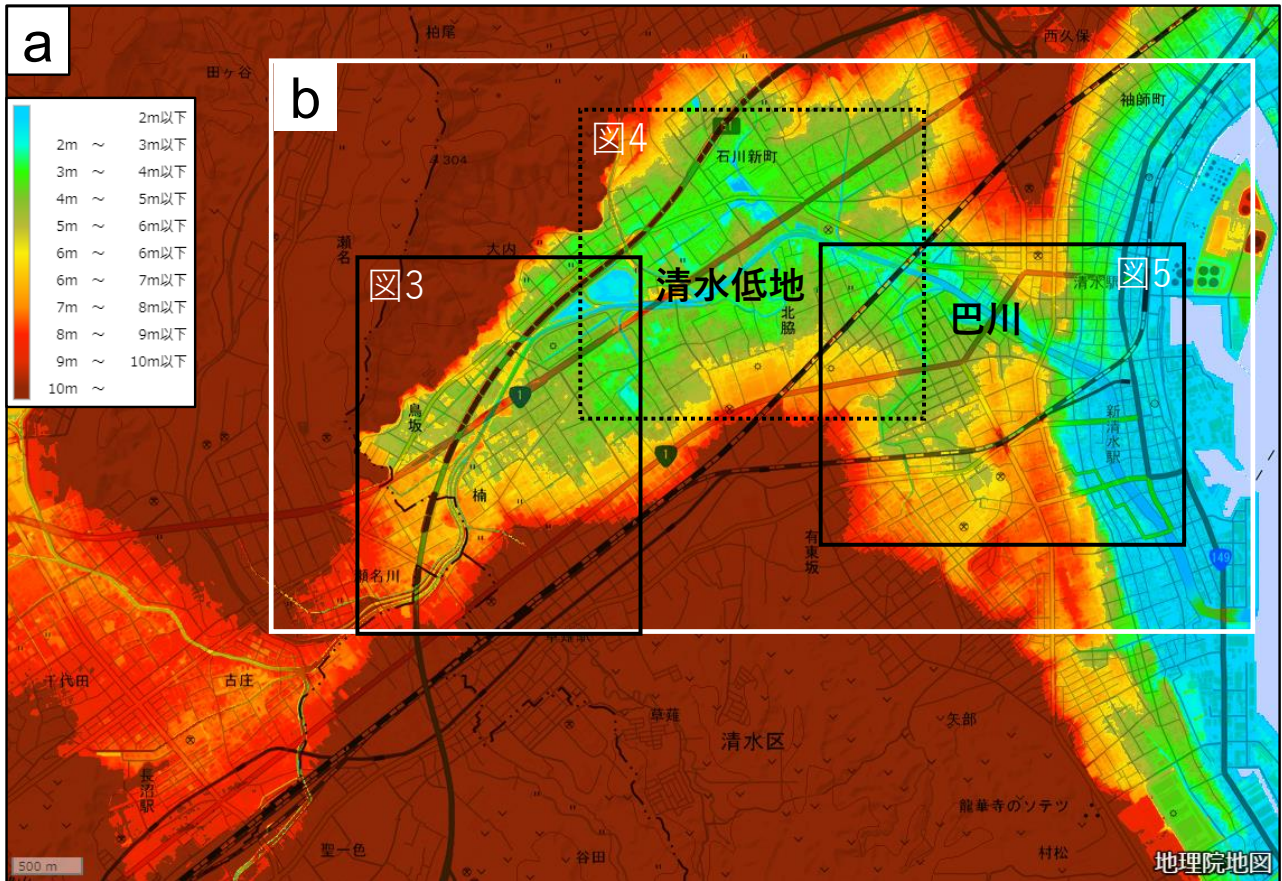 a
柏尾
西久保
田ヶ谷
b
袖師町
2m以下
2m ～ 3m以下
3m ～ 4m以下
4m ～ 5m以下
5m ～ 6m以下
6m ～ 6m以下
6m ～ 7m以下
7m ～ 8m以下
8m ～ 9m以下
9m ～ 10m以下
10m ～
図4
石川新町
304
瀬名
大内
図3
清水低地
北脇
巴川
清水駅
図5
鳥坂
1
1
新清水駅
楠
有東坂
149
瀬名川
千代田
古庄
草薙
清水区
矢部
長沼駅
龍華寺のソテツ
聖一色
谷田
村松
500 m
地理院地図